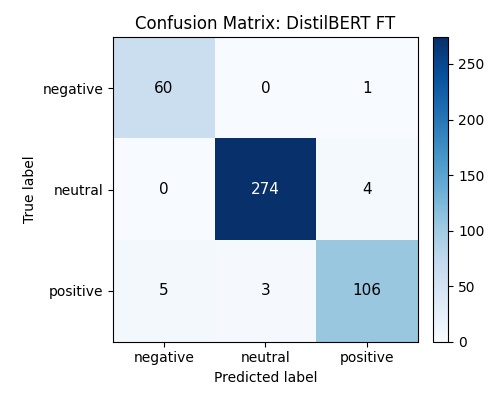 Confusion Matrix: DistilBERT FT
True label
negative 60 0 1
neutral 0 274 4
positive 5 3 106
negative neutral positive
Predicted label
250
200
150
100
50
0